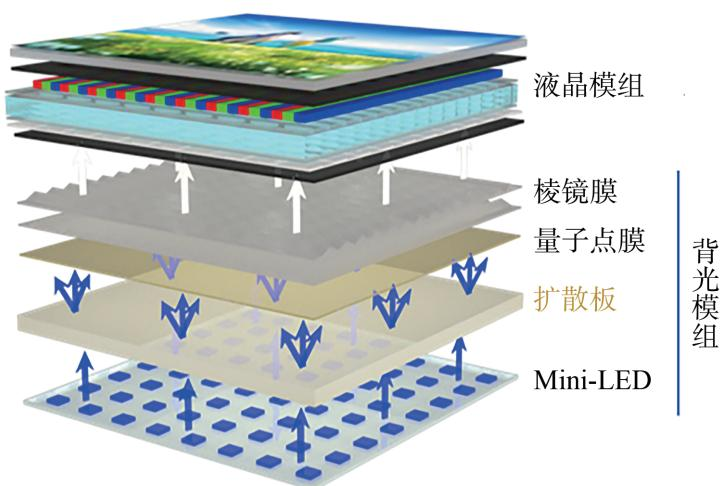 液晶模组
棱镜膜
量子点膜
扩散板
Mini-LED
背光模组